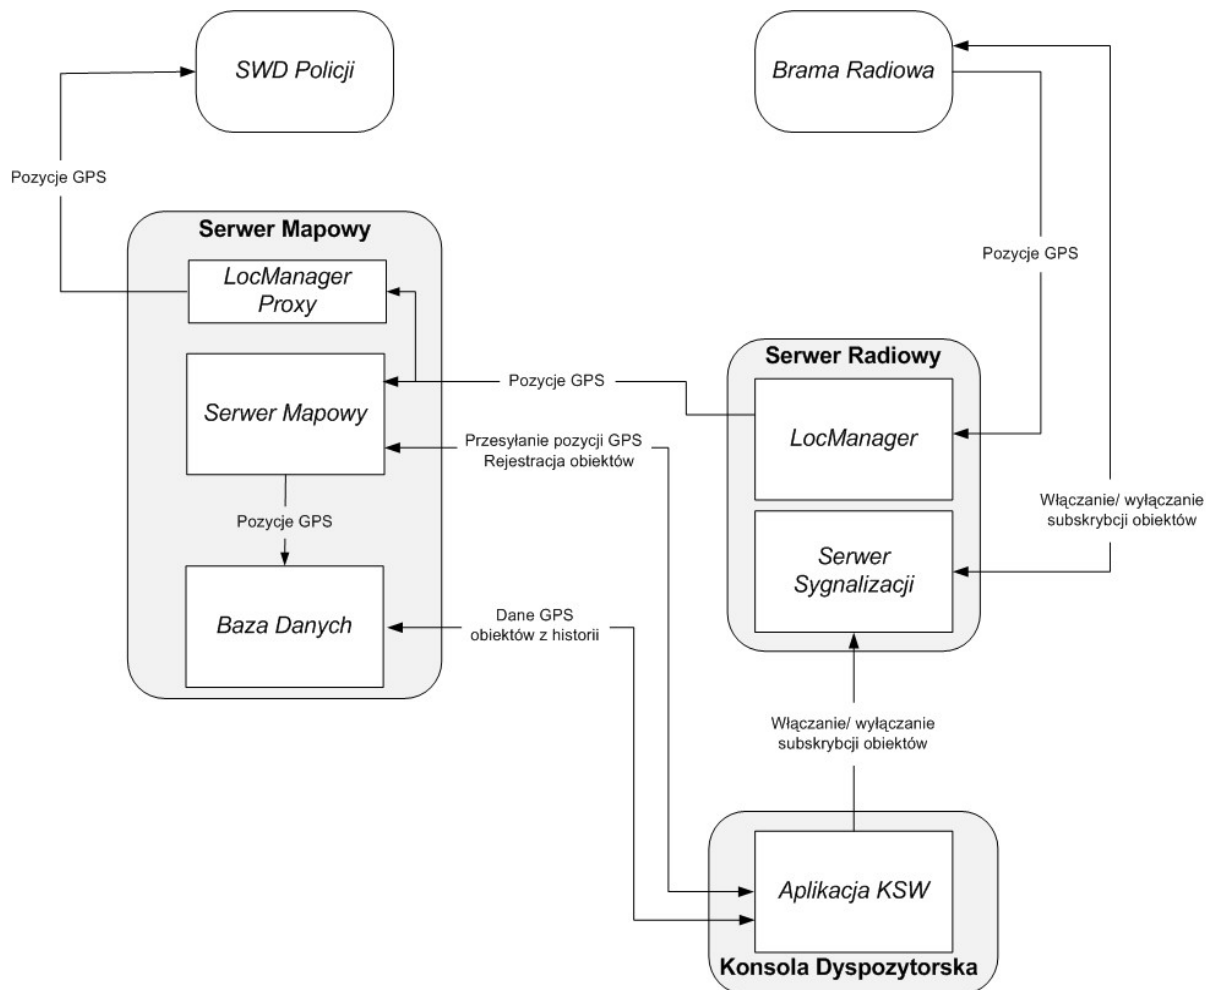 SWD Policji
Brama Radiowa
Pozycje GPS
Serwer Mapowy
LocManager
Proxy
Pozycje GPS
Serwer Radiowy
Serwer Mapowy
Pozycje GPS
LocManager
Przesyłanie pozycji GPS
Rejestracja obiektów
Włączanie/ wyłączanie
subskrybcji obiektów
Pozycje GPS
Serwer
Sygnalizacji
Baza Danych
Dane GPS
obiektów z historii
Włączanie/ wyłączanie
subskrybcji obiektów
Aplikacja KSW
Konsola Dyspozytorska